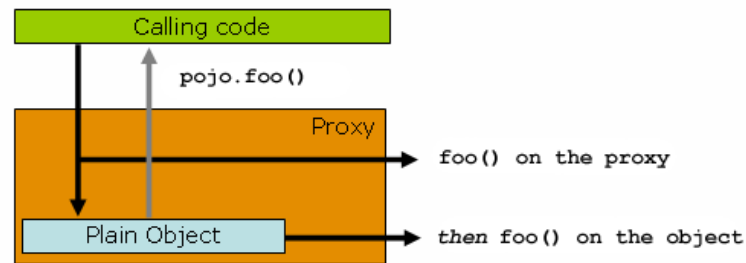 Calling code
pojo.foo()
Proxy
foo() on the proxy
Plain Object
then foo() on the object